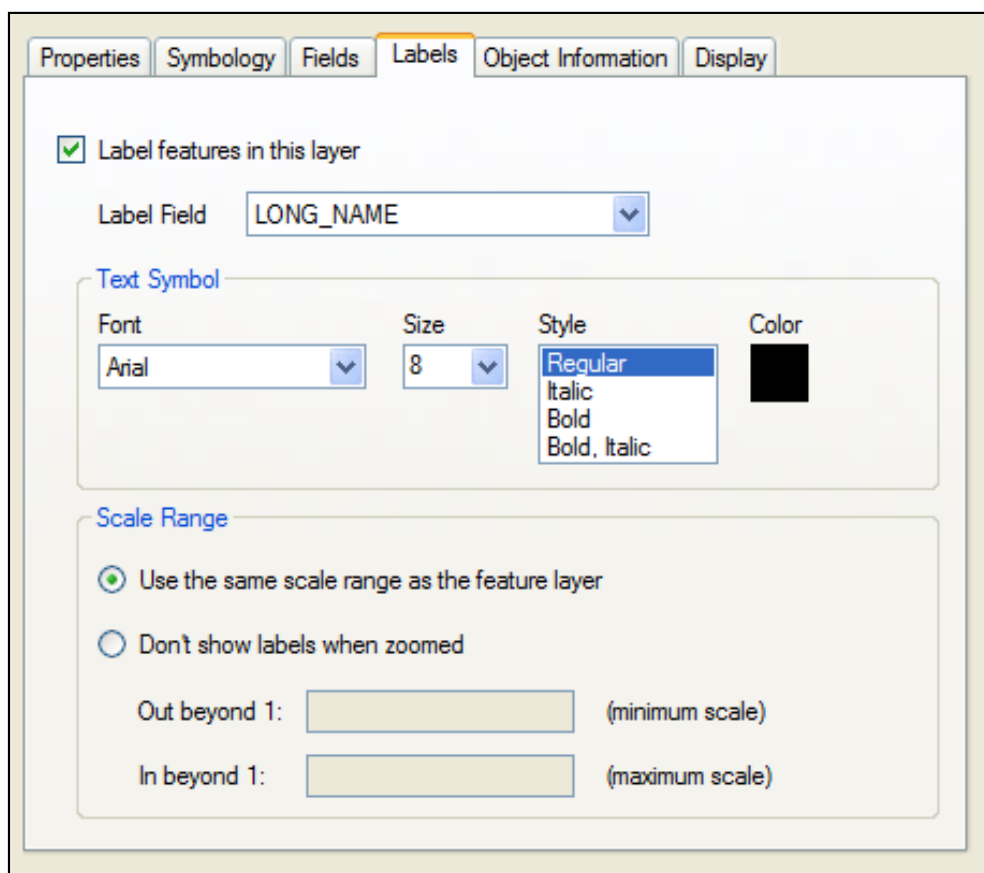 Properties Symbology Fields Labels Object Information Display
Label features in this layer
Label Field LONG_NAME
Text Symbol
Font Size Style Color
Arial 8 Regular
Italic
Bold
Bold, Italic
Scale Range
Use the same scale range as the feature layer
Don't show labels when zoomed
Out beyond 1: (minimum scale)
In beyond 1: (maximum scale)